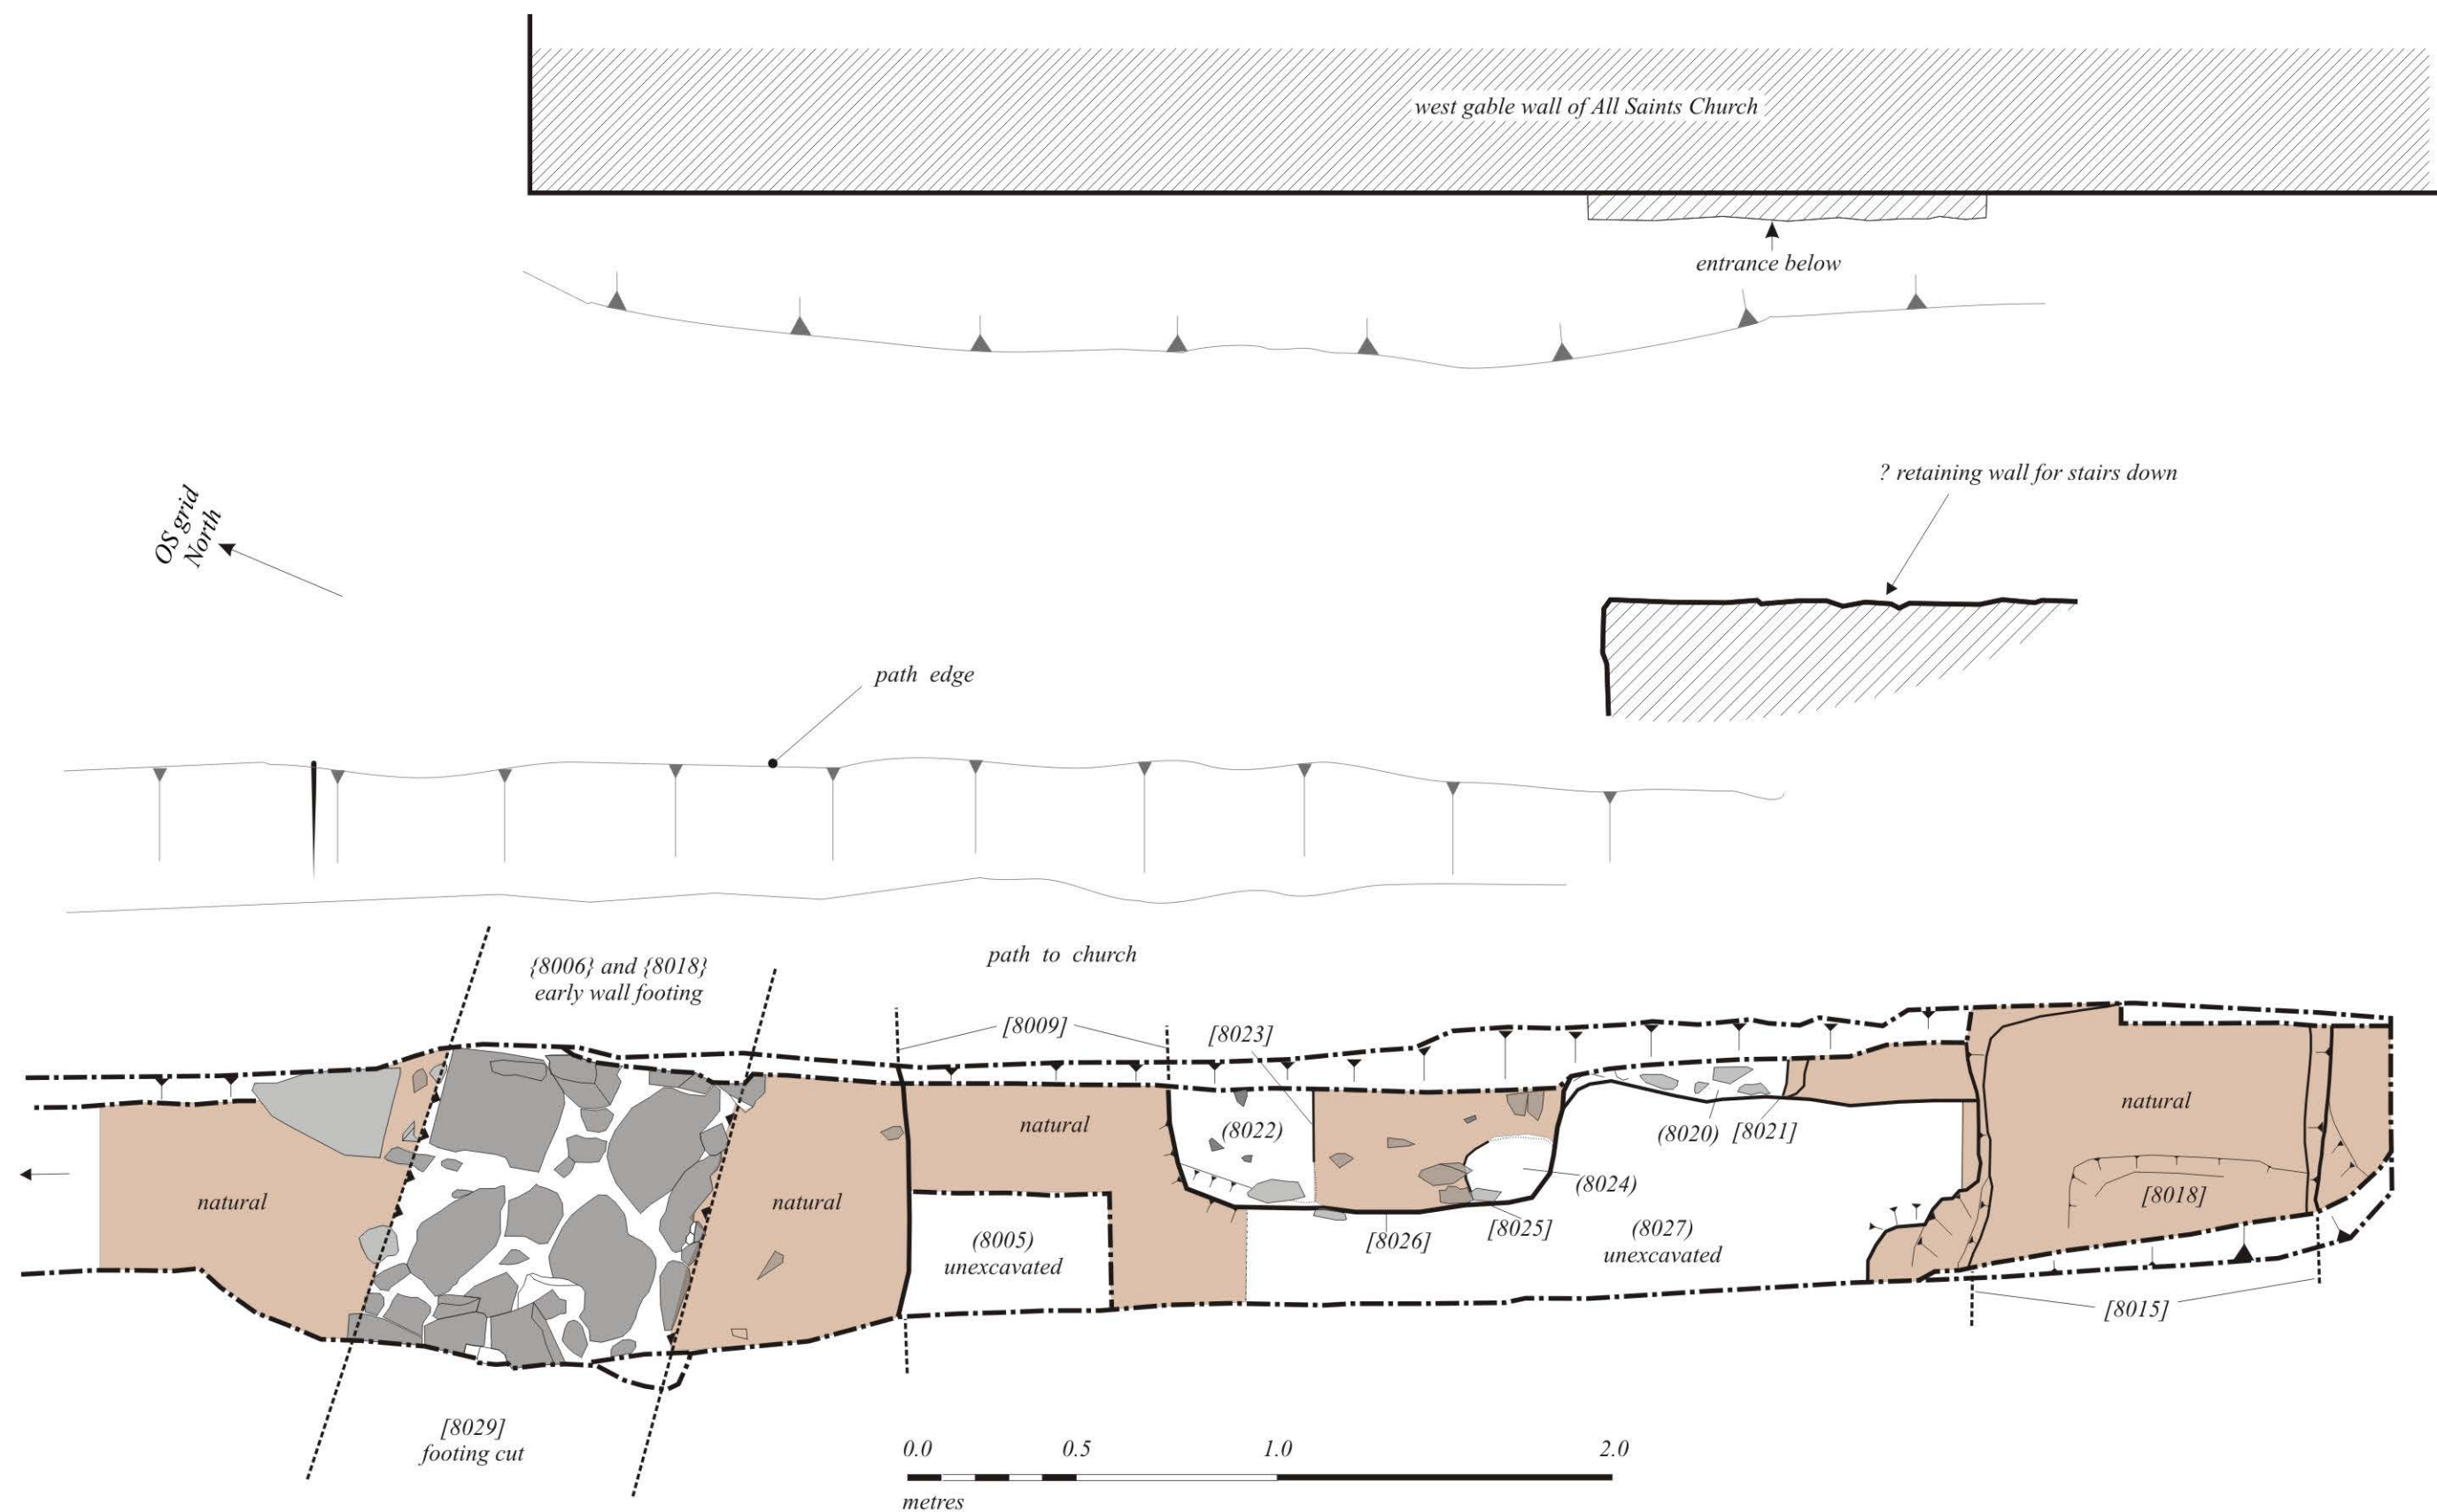 west gable wall of All Saints Church
entrance below
? retaining wall for stairs down
OS grid
North
path edge
{8006} and {8018}
early wall footing
path to church
[8009]
[8023]
natural
natural
natural
(8022)
(8020) [8021]
natural
(8024)
[8018]
(8005)
unexcavated
[8026]
[8025]
(8027)
unexcavated
[8015]
[8029]
footing cut
0.0 0.5 1.0 2.0
metres